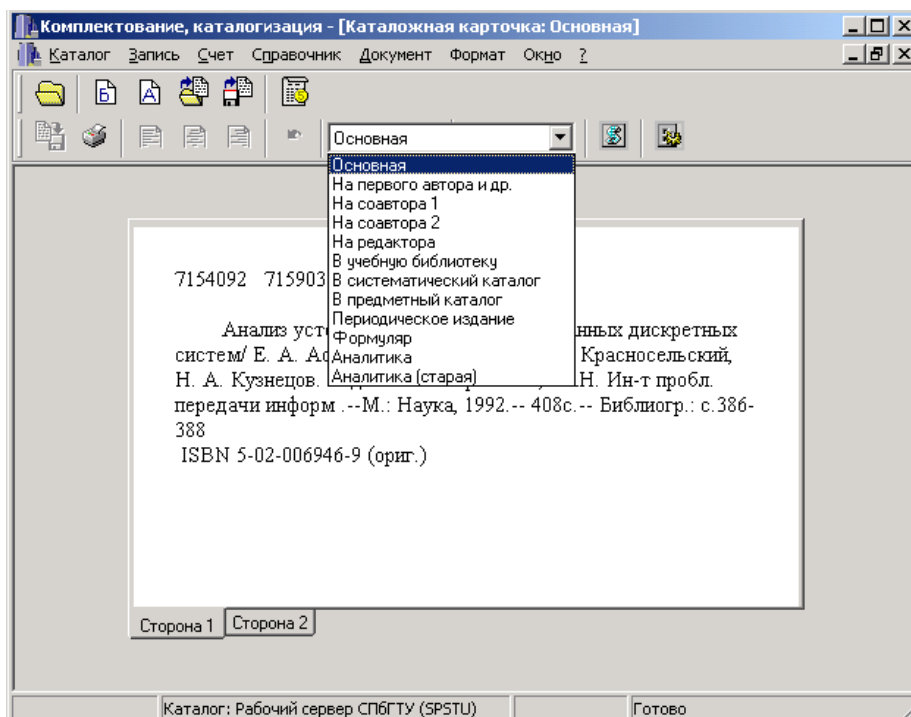 Комплектование, каталогизация - [Каталожная карточка: Основная]
Каталог Запись Счет Справочник Документ Формат Окно ?
Б А
Основная
Основная
На первого автора и др.
На соавтора 1
На соавтора 2
На редактора
В учебную библиотеку
В систематический каталог
В предметный каталог
Периодическое издание
Формуляр
Аналитика
Аналитика (старая)
7154092 715903
Анализ уст нных дискретных
систем/ Е. А. Ас Красносельский,
Н. А. Кузнецов. Н Ин-т пробл.
передачи информ .--М.: Наука, 1992.-- 408с.-- Библиогр.: с.386-
388
ISBN 5-02-006946-9 (ориг.)
Сторона 1 Сторона 2
Каталог: Рабочий сервер СПбГТУ (SPSTU) Готово